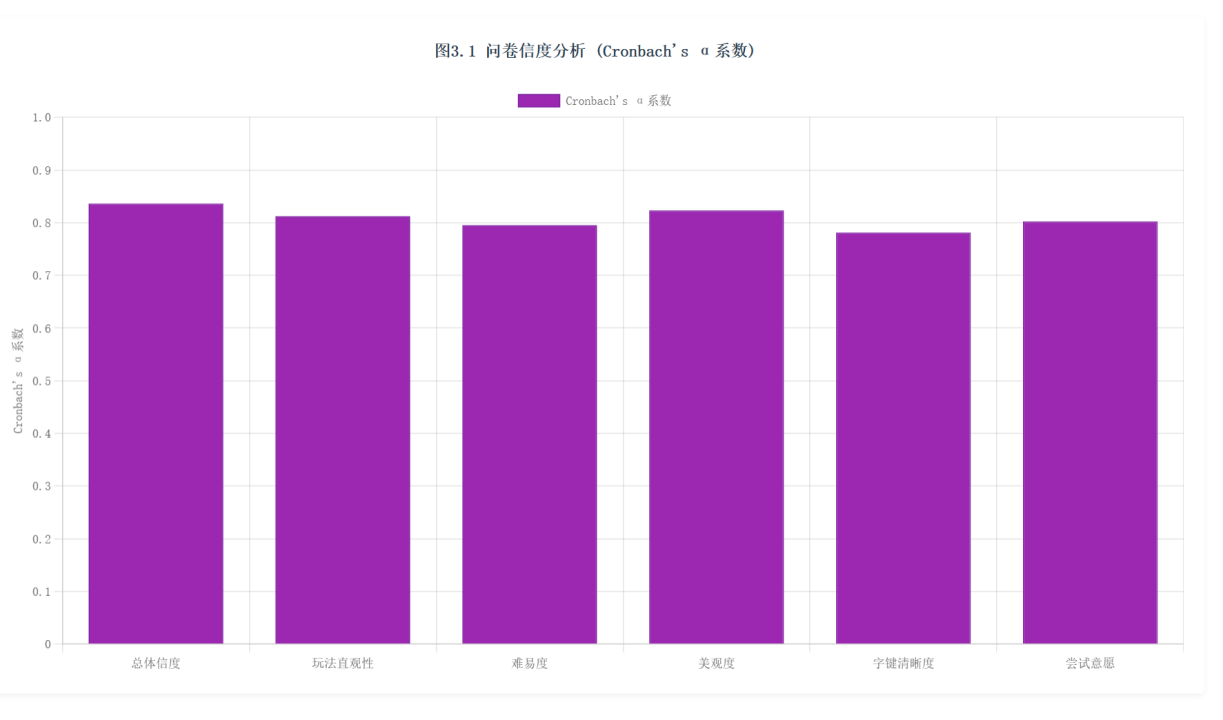 图3.1 问卷信度分析 (Cronbach's α系数)
Cronbach's α系数
1.0
0.9
0.8
0.7
0.6
0.5
0.4
0.3
0.2
0.1
0
Cronbach's α系数
总体信度 玩法直观性 难易度 美观度 字键清晰度 尝试意愿